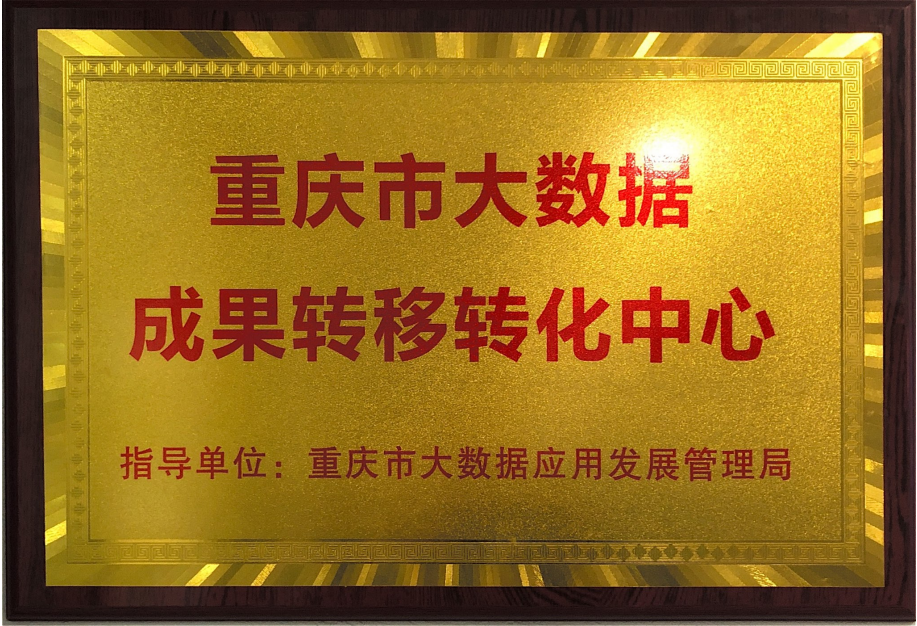 重庆市大数据
成果转移转化中心
指导单位：重庆市大数据应用发展管理局